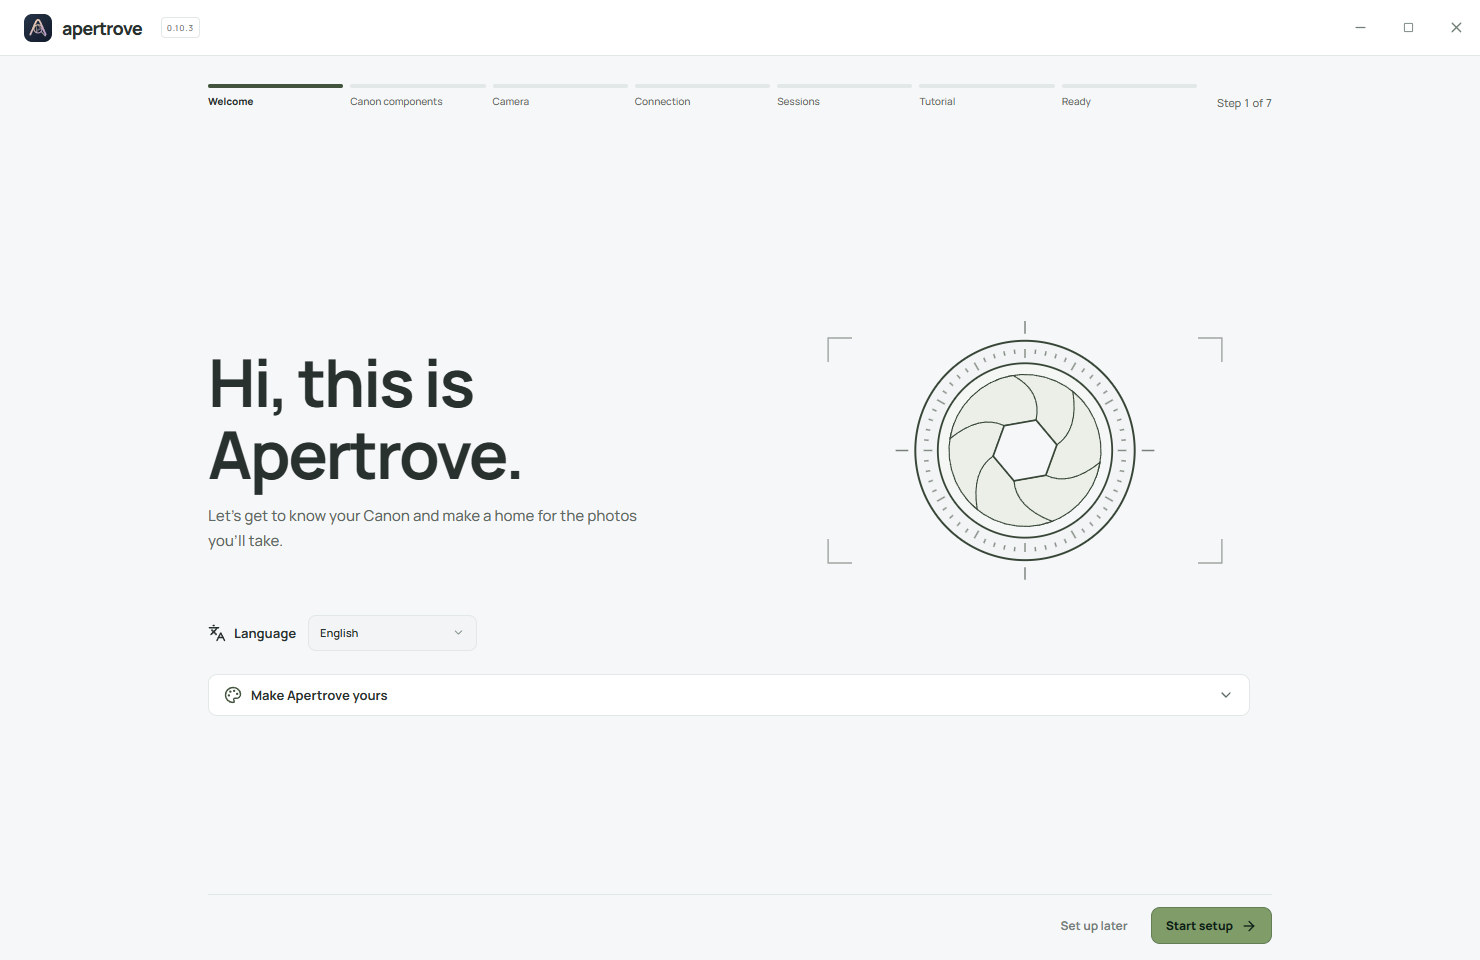 apertrove
0.10.3
Welcome
Canon components
Camera
Connection
Sessions
Tutorial
Ready
Step 1 of 7
Hi, this is
Apertrove.
Let's get to know your Canon and make a home for the photos
you'll take.
Language
English
Make Apertrove yours
Set up later
Start setup